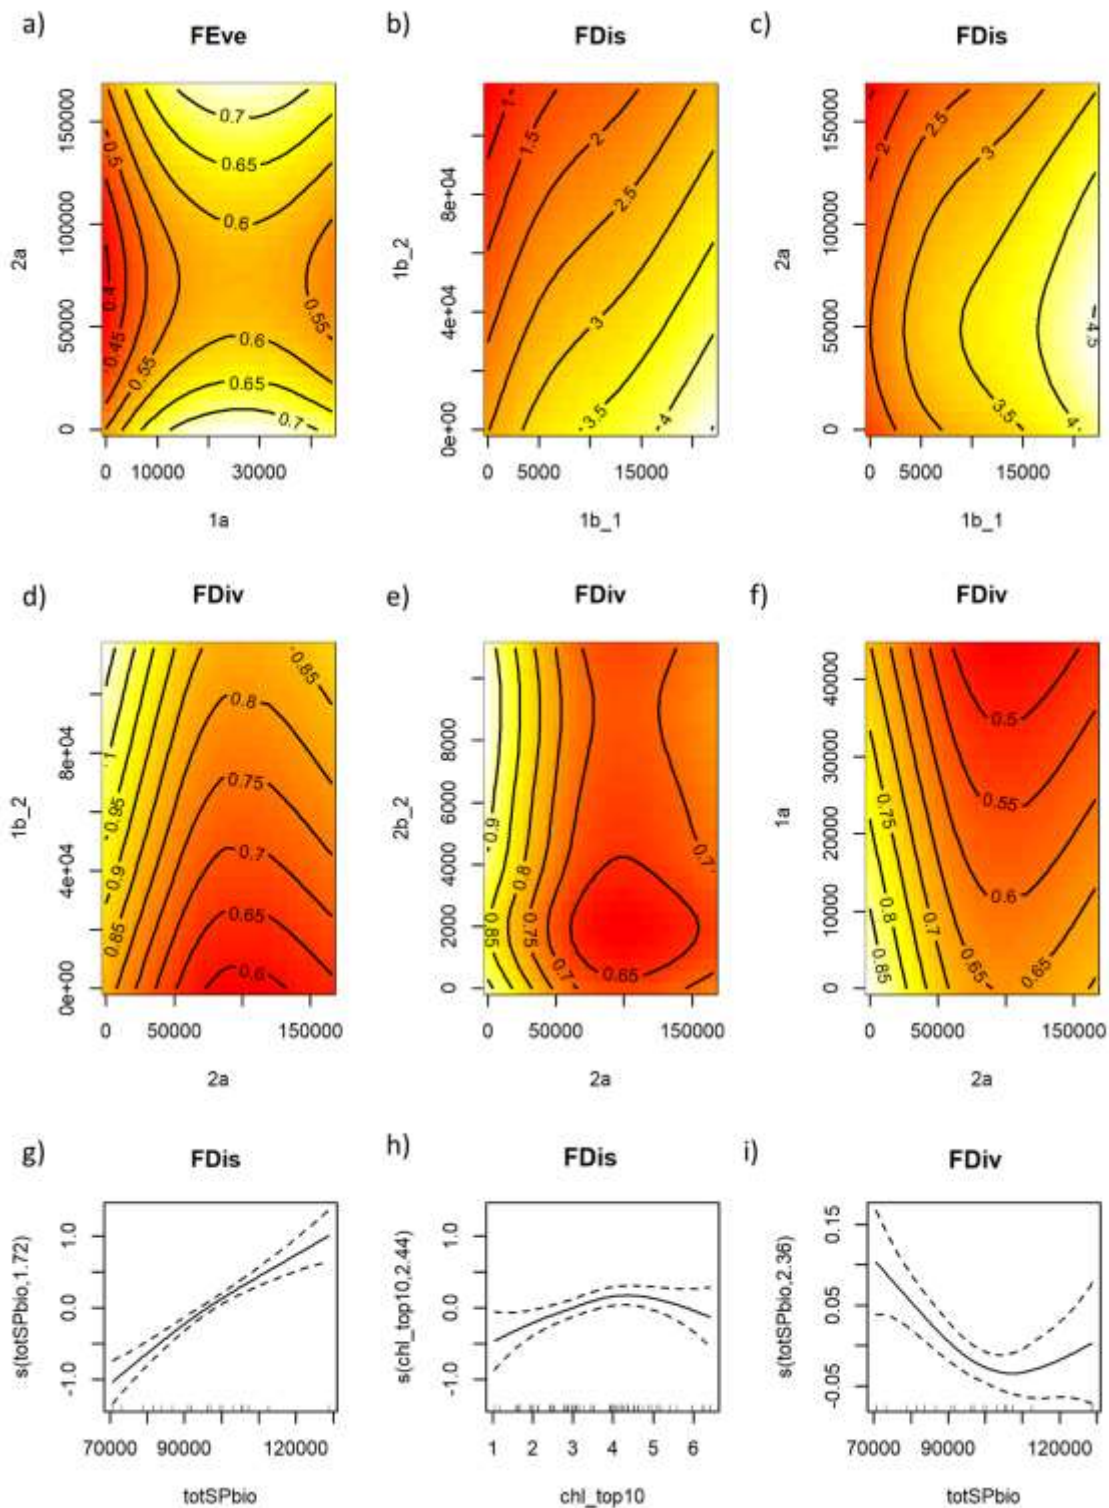 a) FEve
b) FDis
c) FDis
2a
150000
100000
50000
0
0.7
0.65
0.6
0.5
0.4
0.45
0.55
0.55
0.6
0.65
0.7
0 10000 30000
1a
1b_2
8e+04
4e+04
0e+00
1
1.5
2
2.5
3
3.5
4
0 5000 15000
1b_1
2a
150000
100000
50000
0
2
2.5
3
3.5
4
4.5
0 5000 15000
1b_1
d) FDiv
e) FDiv
f) FDiv
1b_2
8e+04
4e+04
0e+00
1
0.95
0.9
0.85
0.85
0.8
0.75
0.7
0.65
0.6
0 50000 150000
2a
2b_2
8000
6000
4000
2000
0
0.9
0.85
0.8
0.75
0.7
0.65
0.7
0 50000 150000
2a
1a
40000
30000
20000
10000
0
0.5
0.55
0.6
0.75
0.8
0.85
0.7
0.65
0.65
0 50000 150000
2a
g) FDis
h) FDis
i) FDiv
s(totSPbio,1.72)
1.0
0.0
-1.0
70000 90000 120000
totSPbio
s(chl_top10,2.44)
1.0
0.0
-1.0
1 2 3 4 5 6
chl_top10
s(totSPbio,2.36)
0.15
0.05
-0.05
70000 90000 120000
totSPbio